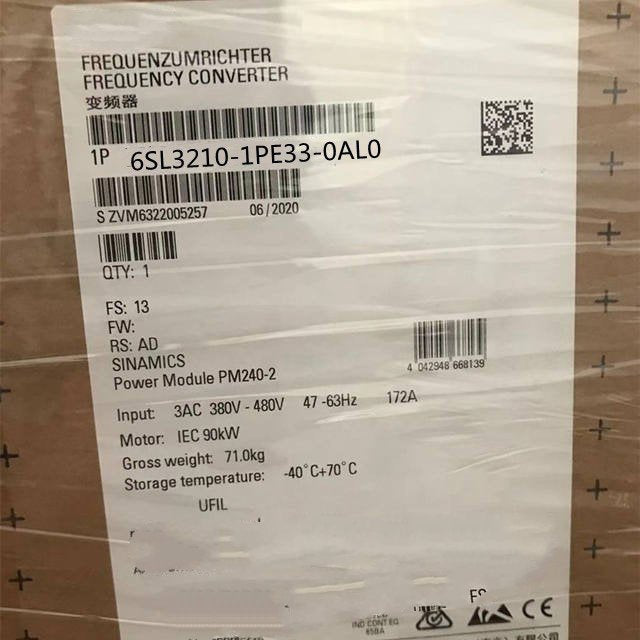 FREQUENZUMRICHTER
FREQUENCY CONVERTER
变频器
1P 6SL3210-1PE33-0AL0
S ZVM6322005257 06/2020
QTY: 1
FS: 13
FW:
RS: AD
SINAMICS
Power Module PM240-2
4 042948 668139
Input: 3AC 380V - 480V 47 -63Hz 172A
Motor: IEC 90kW
Gross weight: 71.0kg
Storage temperature: -40°C+70°C
UFIL
IND CONT.EQ
65BA
CE